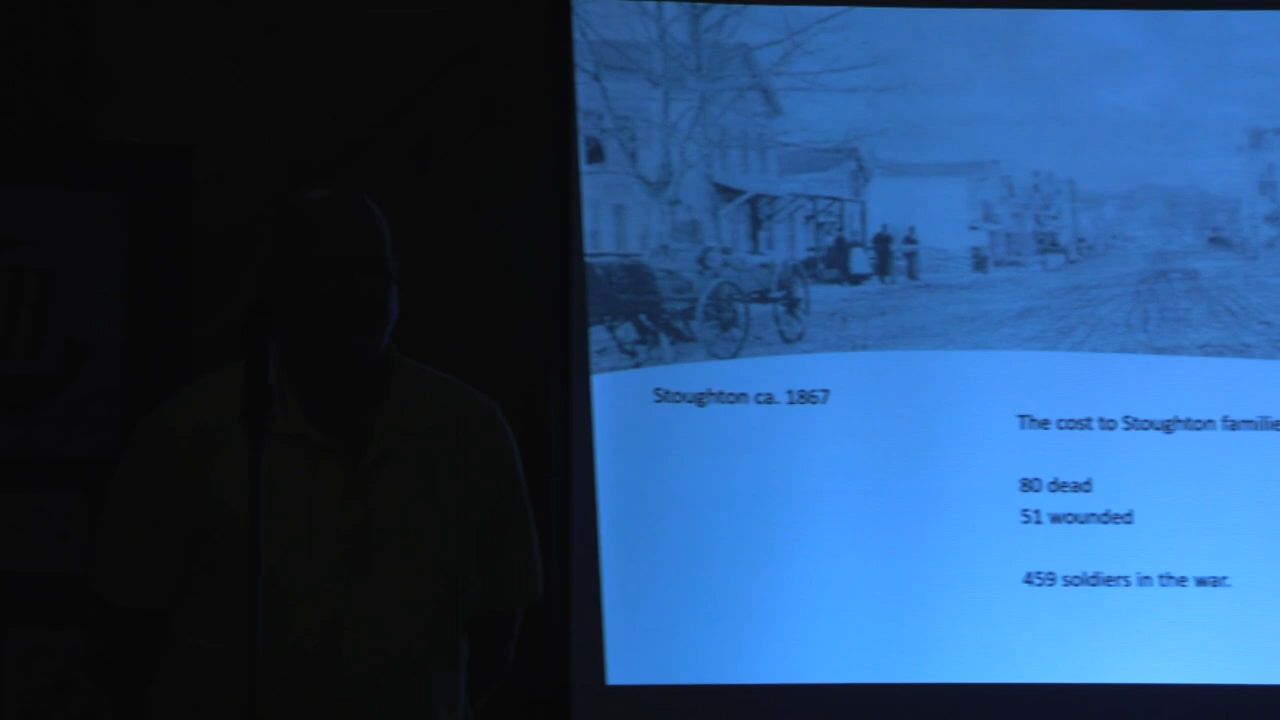 Stoughton ca. 1867
The cost to Stoughton familie
80 dead
51 wounded
459 soldiers in the war.